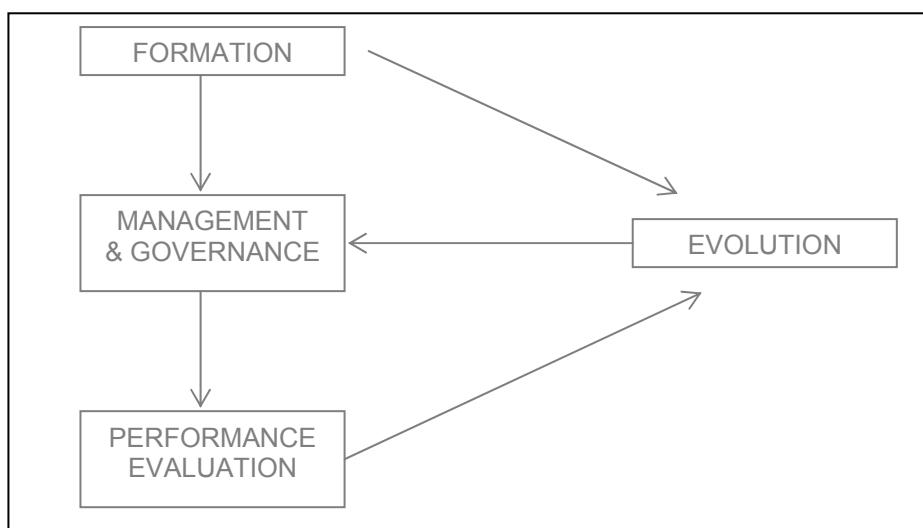 FORMATION
MANAGEMENT
& GOVERNANCE
EVOLUTION
PERFORMANCE
EVALUATION